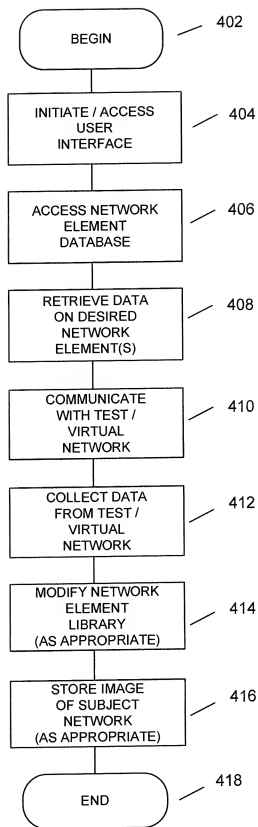 BEGIN
402
INITIATE / ACCESS
USER
INTERFACE
404
ACCESS NETWORK
ELEMENT
DATABASE
406
RETRIEVE DATA
ON DESIRED
NETWORK
ELEMENT(S)
408
COMMUNICATE
WITH TEST /
VIRTUAL
NETWORK
410
COLLECT DATA
FROM TEST /
VIRTUAL
NETWORK
412
MODIFY NETWORK
ELEMENT
LIBRARY
(AS APPROPRIATE)
414
STORE IMAGE
OF SUBJECT
NETWORK
(AS APPROPRIATE)
416
END
418